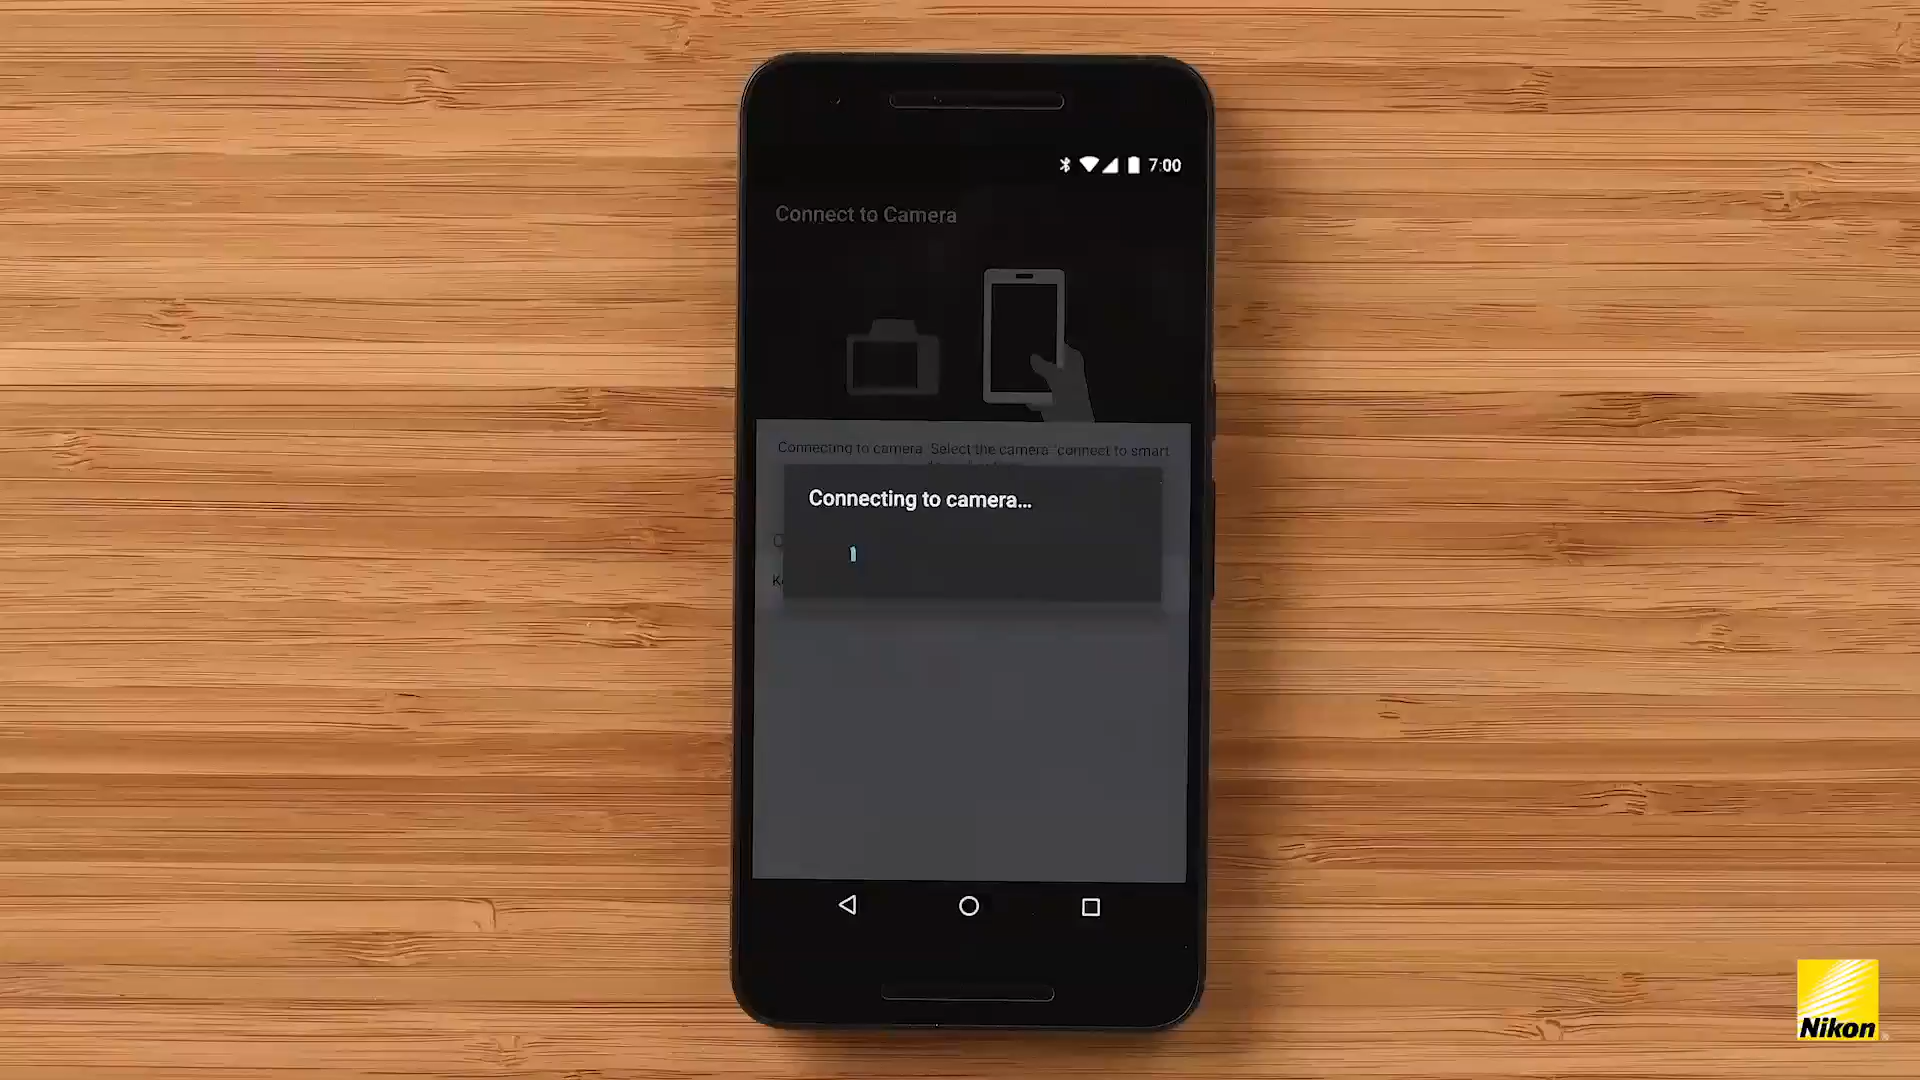 7:00
Connect to Camera
Connecting to camera. Select the camera "connect to smart
Connecting to camera...
Nikon